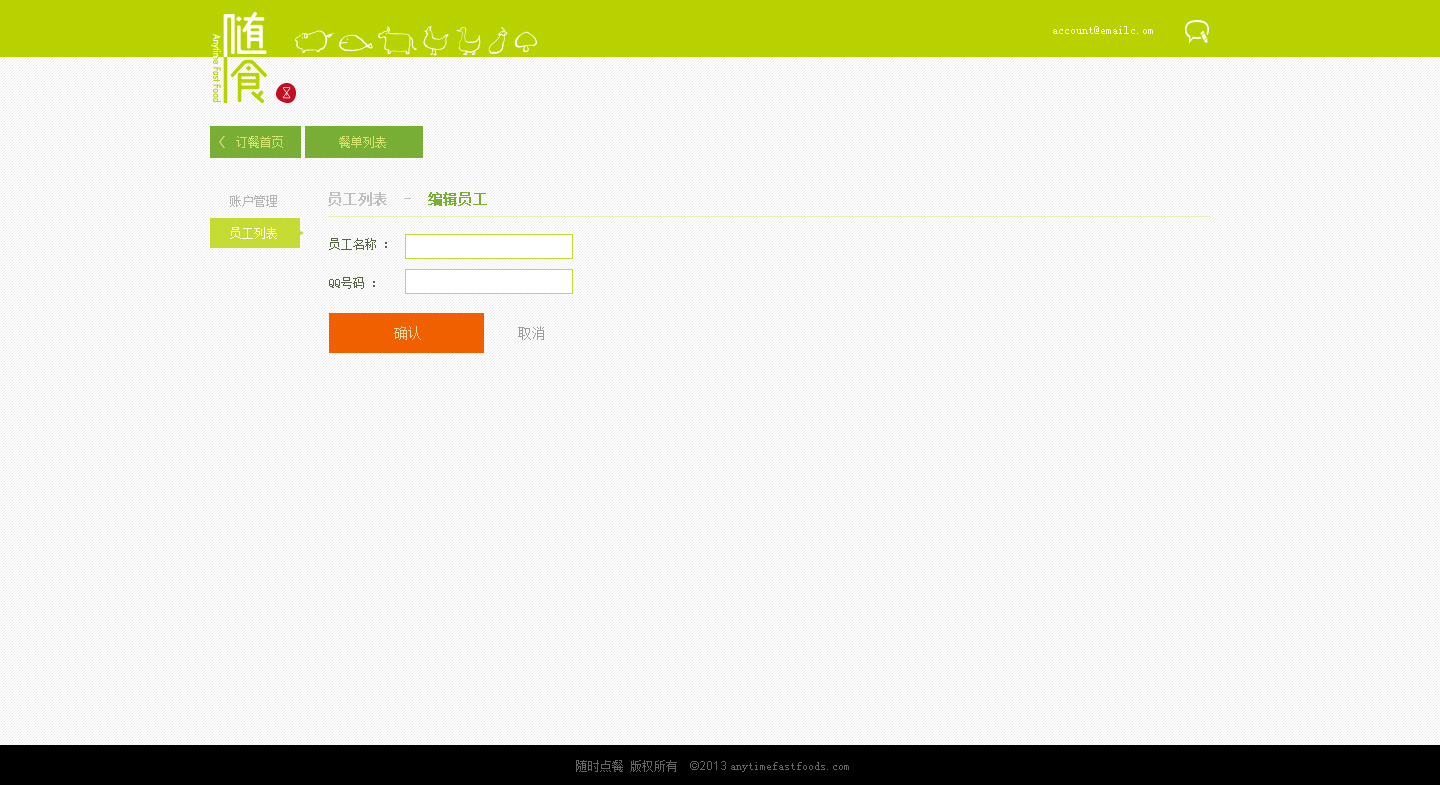 随食
Anytime Fast Food
account@emailc.om
订餐首页
餐单列表
账户管理
员工列表
员工列表 - 编辑员工
员工名称 ：
QQ号码 ：
确认
取消
随时点餐 版权所有 ©2013 anytimefastfoods.com